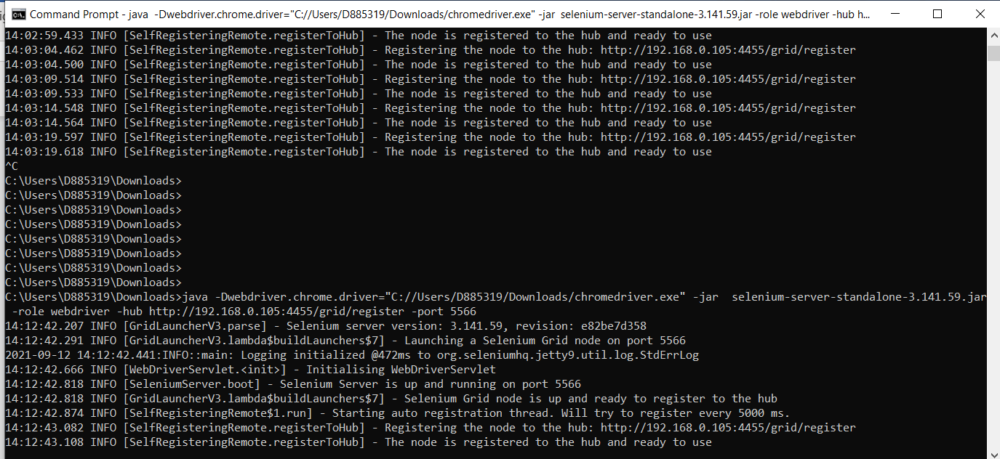 Command Prompt - java  -Dwebdriver.chrome.driver="C://Users/D885319/Downloads/chromedriver.exe" -jar  selenium-server-standalone-3.141.59.jar -role webdriver -hub h...
14:02:59.433 INFO [SelfRegisteringRemote.registerToHub] - The node is registered to the hub and ready to use
14:03:04.462 INFO [SelfRegisteringRemote.registerToHub] - Registering the node to the hub: http://192.168.0.105:4455/grid/register
14:03:04.500 INFO [SelfRegisteringRemote.registerToHub] - The node is registered to the hub and ready to use
14:03:09.514 INFO [SelfRegisteringRemote.registerToHub] - Registering the node to the hub: http://192.168.0.105:4455/grid/register
14:03:09.533 INFO [SelfRegisteringRemote.registerToHub] - The node is registered to the hub and ready to use
14:03:14.548 INFO [SelfRegisteringRemote.registerToHub] - Registering the node to the hub: http://192.168.0.105:4455/grid/register
14:03:14.564 INFO [SelfRegisteringRemote.registerToHub] - The node is registered to the hub and ready to use
14:03:19.597 INFO [SelfRegisteringRemote.registerToHub] - Registering the node to the hub: http://192.168.0.105:4455/grid/register
14:03:19.618 INFO [SelfRegisteringRemote.registerToHub] - The node is registered to the hub and ready to use
^C
C:\Users\D885319\Downloads>
C:\Users\D885319\Downloads>
C:\Users\D885319\Downloads>
C:\Users\D885319\Downloads>
C:\Users\D885319\Downloads>
C:\Users\D885319\Downloads>
C:\Users\D885319\Downloads>
C:\Users\D885319\Downloads>
C:\Users\D885319\Downloads>java -Dwebdriver.chrome.driver="C://Users/D885319/Downloads/chromedriver.exe" -jar  selenium-server-standalone-3.141.59.jar
 -role webdriver -hub http://192.168.0.105:4455/grid/register -port 5566
14:12:42.207 INFO [GridLauncherV3.parse] - Selenium server version: 3.141.59, revision: e82be7d358
14:12:42.291 INFO [GridLauncherV3.lambda$buildLaunchers$7] - Launching a Selenium Grid node on port 5566
2021-09-12 14:12:42.441:INFO::main: Logging initialized @472ms to org.seleniumhq.jetty9.util.log.StdErrLog
14:12:42.666 INFO [WebDriverServlet.<init>] - Initialising WebDriverServlet
14:12:42.818 INFO [SeleniumServer.boot] - Selenium Server is up and running on port 5566
14:12:42.818 INFO [GridLauncherV3.lambda$buildLaunchers$7] - Selenium Grid node is up and ready to register to the hub
14:12:42.874 INFO [SelfRegisteringRemote$1.run] - Starting auto registration thread. Will try to register every 5000 ms.
14:12:43.082 INFO [SelfRegisteringRemote.registerToHub] - Registering the node to the hub: http://192.168.0.105:4455/grid/register
14:12:43.108 INFO [SelfRegisteringRemote.registerToHub] - The node is registered to the hub and ready to use